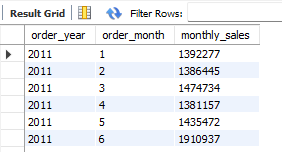 Result Grid Filter Rows:
order_year order_month monthly_sales
2011 1 1392277
2011 2 1386445
2011 3 1474734
2011 4 1381157
2011 5 1435472
2011 6 1910937